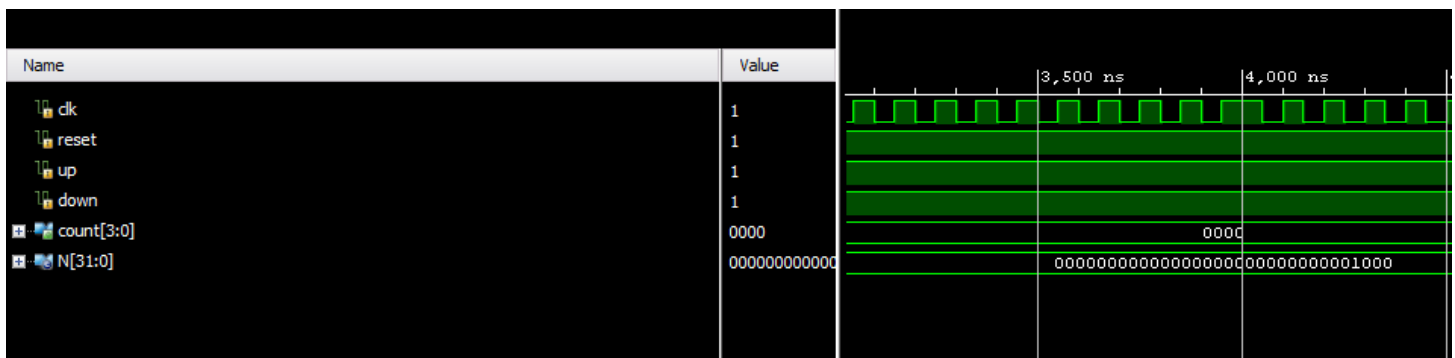 Name Value
3,500 ns 4,000 ns
clk 1
reset 1
up 1
down 1
count[3:0] 0000 0000
N[31:0] 000000000000 00000000000000000000000000001000